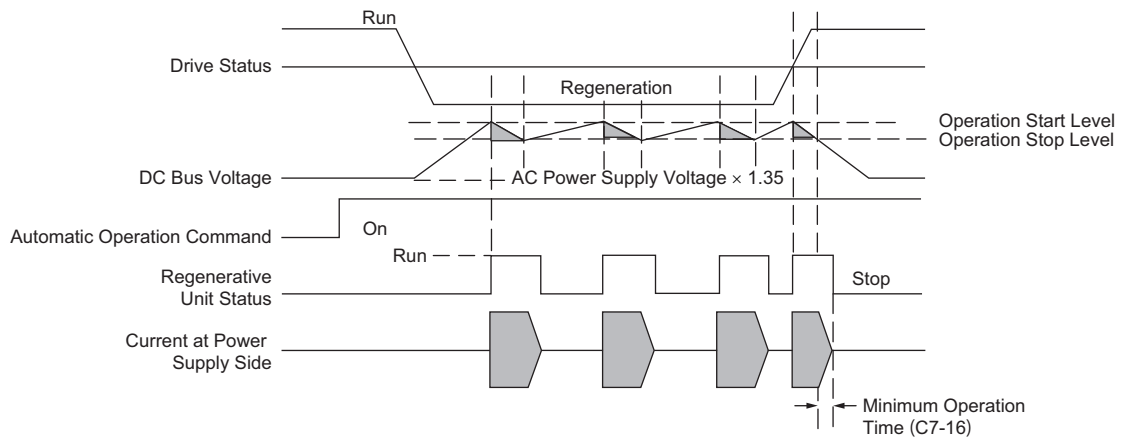 Run
Drive Status
Regeneration
Operation Start Level
Operation Stop Level
DC Bus Voltage
AC Power Supply Voltage × 1.35
Automatic Operation Command
On
Run
Regenerative
Unit Status
Stop
Current at Power
Supply Side
Minimum Operation
Time (C7-16)